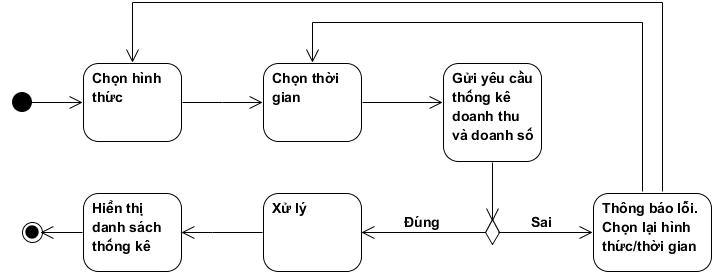 Chọn hình
thức
Chọn thời
gian
Gửi yêu cầu
thống kê
doanh thu
và doanh số
Hiển thị
danh sách
thống kê
Xử lý
Đùng
Sai
Thông báo lỗi.
Chọn lại hình
thức/thời gian